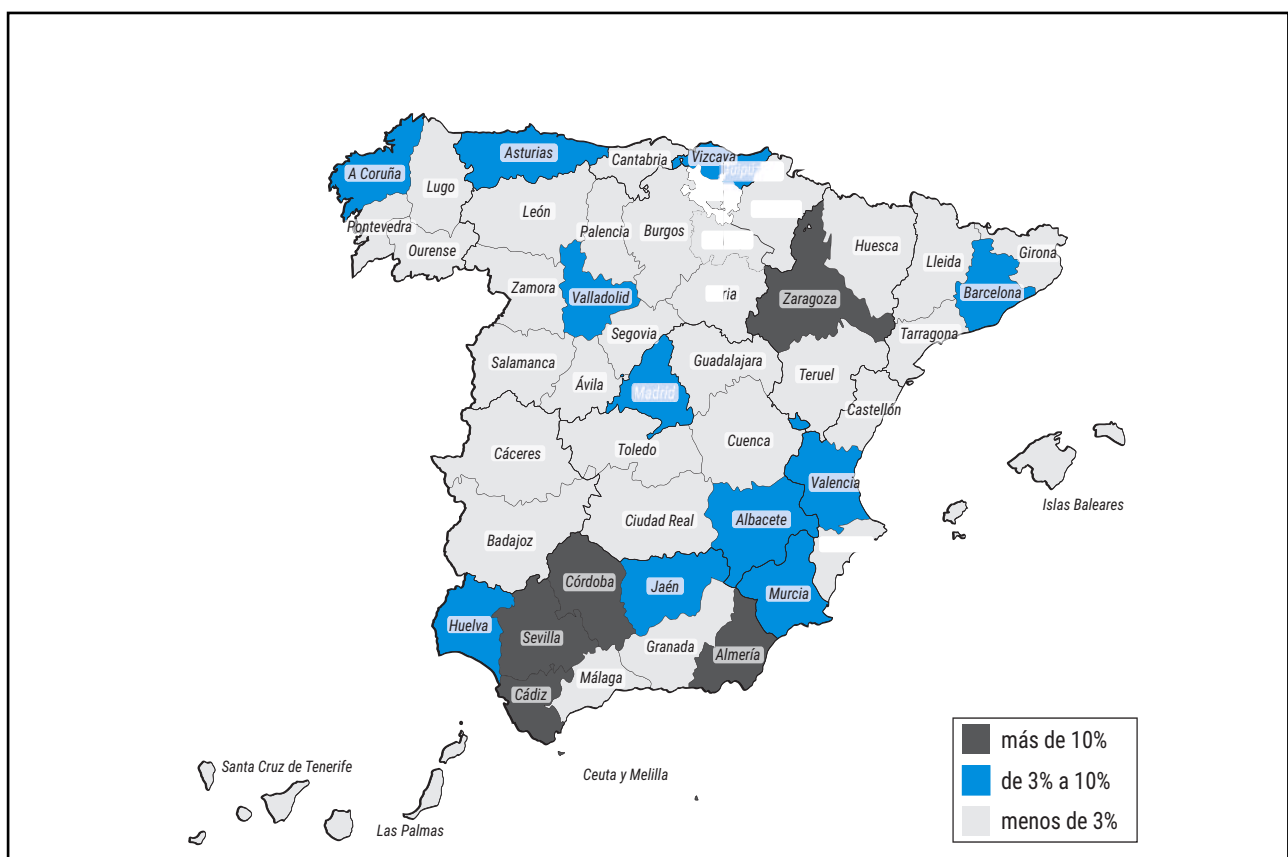 Asturias
Cantabria
Vizcaya
A Coruña
Lugo
León
Palencia
Burgos
Pontevedra
Ourense
Huesca
Lleida
Girona
Zamora
Valladolid
Zaragoza
Barcelona
Segovia
Tarragona
Salamanca
Guadalajara
Ávila
Madrid
Teruel
Castellón
Cuenca
Cáceres
Toledo
Valencia
Islas Baleares
Ciudad Real
Albacete
Badajoz
Córdoba
Jaén
Murcia
Huelva
Sevilla
Granada
Almería
Málaga
Cádiz
más de 10%
Santa Cruz de Tenerife
Ceuta y Melilla
de 3% a 10%
Las Palmas
menos de 3%